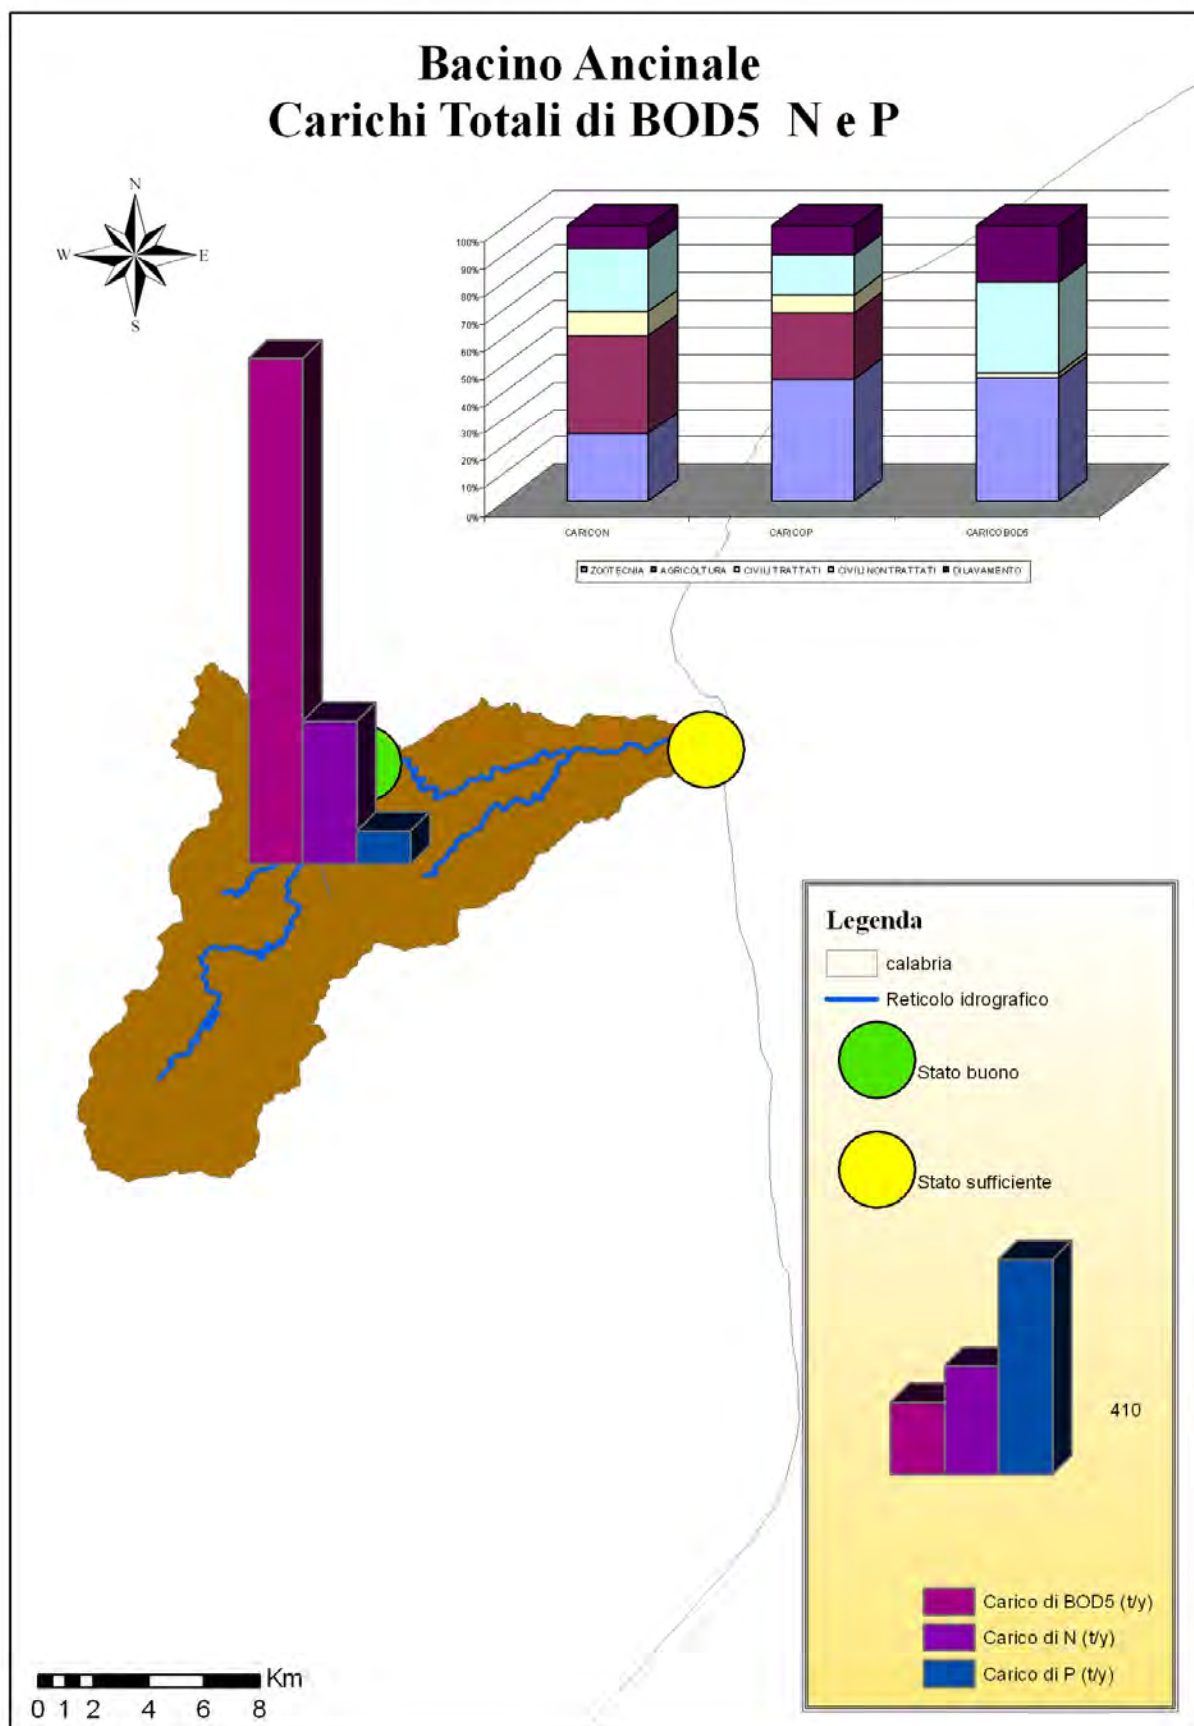 Bacino Ancinale
Carichi Totali di BOD5 N e P
N
W E
S
100%
90%
80%
70%
60%
50%
40%
30%
20%
10%
0%
CARICO N CARICO P CARICO BOD5
ZOOTECNIA AGRICOLTURA CIVILI TRATTATI CIVILI NON TRATTATI DILAVAMENTO
Legenda
calabria
Reticolo idrografico
Stato buono
Stato sufficiente
410
Carico di BOD5 (t/y)
Carico di N (t/y)
Carico di P (t/y)
Km
0 1 2 4 6 8